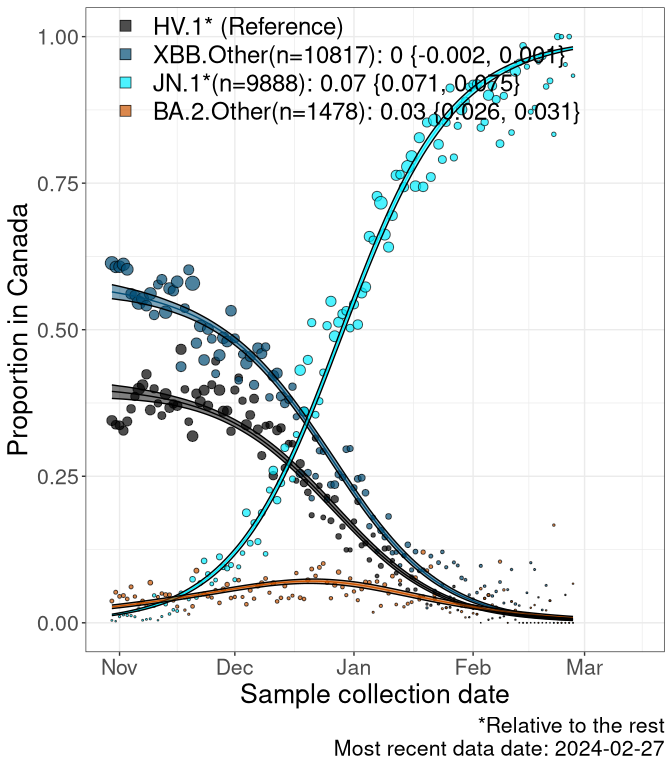 HV.1* (Reference)
XBB.Other(n=10817): 0 {-0.002, 0.001}
JN.1*(n=9888): 0.07 {0.071, 0.075}
BA.2.Other(n=1478): 0.03 {0.026, 0.031}
1.00
0.75
0.50
0.25
0.00
Proportion in Canada
Nov Dec Jan Feb Mar
Sample collection date
*Relative to the rest
Most recent data date: 2024-02-27